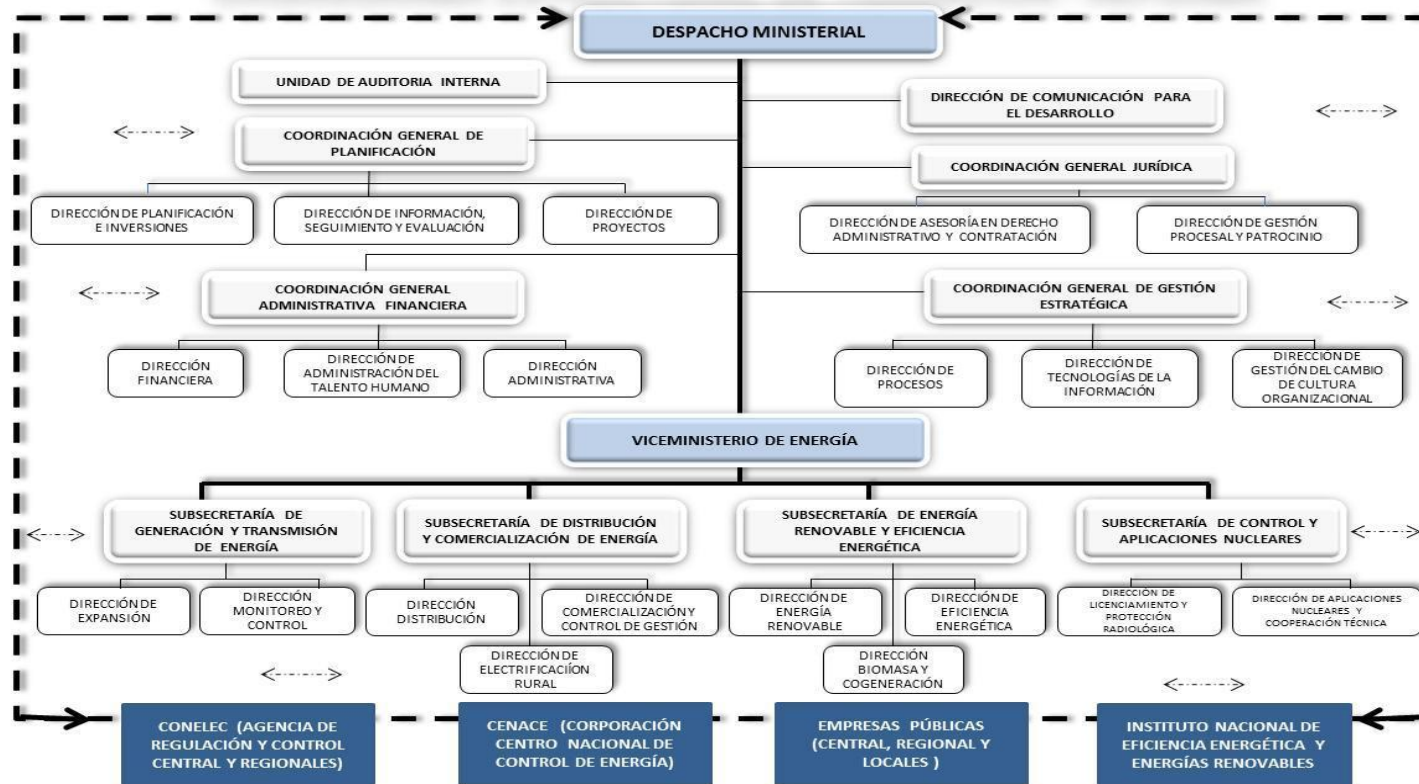 DESPACHO MINISTERIAL
UNIDAD DE AUDITORIA INTERNA
DIRECCIÓN DE COMUNICACIÓN PARA
EL DESARROLLO
COORDINACIÓN GENERAL DE
PLANIFICACIÓN
COORDINACIÓN GENERAL JURÍDICA
DIRECCIÓN DE PLANIFICACIÓN
E INVERSIONES
DIRECCIÓN DE INFORMACIÓN,
SEGUIMIENTO Y EVALUACIÓN
DIRECCIÓN DE
PROYECTOS
DIRECCIÓN DE ASESORÍA EN DERECHO
ADMINISTRATIVO Y CONTRATACIÓN
DIRECCIÓN DE GESTIÓN
PROCESAL Y PATROCINIO
COORDINACIÓN GENERAL
ADMINISTRATIVA FINANCIERA
COORDINACIÓN GENERAL DE GESTIÓN
ESTRATÉGICA
DIRECCIÓN
FINANCIERA
DIRECCIÓN DE
ADMINISTRACIÓN DEL
TALENTO HUMANO
DIRECCIÓN
ADMINISTRATIVA
DIRECCIÓN DE
PROCESOS
DIRECCIÓN DE
TECNOLOGÍAS DE LA
INFORMACIÓN
DIRECCIÓN DE
GESTIÓN DEL CAMBIO
DE CULTURA
ORGANIZACIONAL
VICEMINISTERIO DE ENERGÍA
SUBSECRETARÍA DE
GENERACIÓN Y TRANSMISIÓN
DE ENERGÍA
SUBSECRETARÍA DE DISTRIBUCIÓN
Y COMERCIALIZACIÓN DE ENERGÍA
SUBSECRETARÍA DE ENERGÍA
RENOVABLE Y EFICIENCIA
ENERGÉTICA
SUBSECRETARÍA DE CONTROL Y
APLICACIONES NUCLEARES
DIRECCIÓN DE
EXPANSIÓN
DIRECCIÓN
MONITOREO Y
CONTROL
DIRECCIÓN
DISTRIBUCIÓN
DIRECCIÓN DE
COMERCIALIZACIÓN Y
CONTROL DE GESTIÓN
DIRECCIÓN DE
ENERGÍA
RENOVABLE
DIRECCIÓN DE
EFICIENCIA
ENERGÉTICA
DIRECCIÓN DE
LICENCIAMIENTO Y
PROTECCIÓN
RADIOLÓGICA
DIRECCIÓN DE APLICACIONES
NUCLEARES Y
COOPERACIÓN TÉCNICA
DIRECCIÓN DE
ELECTRIFICACIÍON
RURAL
DIRECCIÓN
BIOMASA Y
COGENERACIÓN
CONELEC (AGENCIA DE
REGULACIÓN Y CONTROL
CENTRAL Y REGIONALES)
CENACE (CORPORACIÓN
CENTRO NACIONAL DE
CONTROL DE ENERGÍA)
EMPRESAS PÚBLICAS
(CENTRAL, REGIONAL Y
LOCALES )
INSTITUTO NACIONAL DE
EFICIENCIA ENERGÉTICA Y
ENERGÍAS RENOVABLES